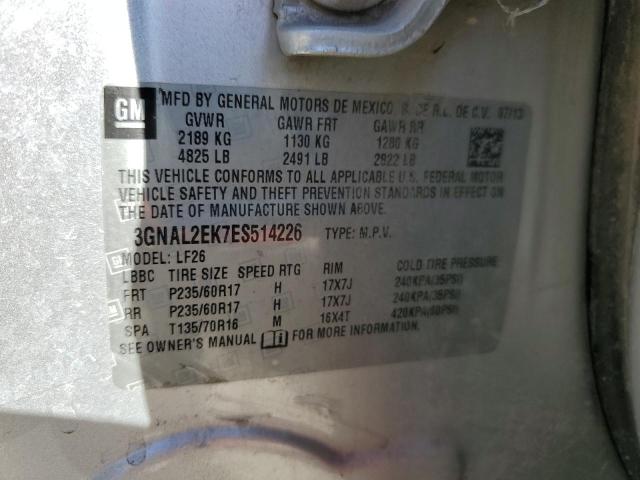 GM
MFD BY GENERAL MOTORS DE MEXICO, S. DE R.L. DE C.V. 07/13
GVWR GAWR FRT GAWR RR
2189 KG 1130 KG 1280 KG
4825 LB 2491 LB 2822 LB
THIS VEHICLE CONFORMS TO ALL APPLICABLE U.S. FEDERAL MOTOR
VEHICLE SAFETY AND THEFT PREVENTION STANDARDS IN EFFECT ON
THE DATE OF MANUFACTURE SHOWN ABOVE.
3GNAL2EK7ES514226 TYPE: M.P.V.
MODEL: LF26
LBBC TIRE SIZE SPEED RTG RIM COLD TIRE PRESSURE
FRT P235/60R17 H 17X7J 240KPA(35PSI)
RR P235/60R17 H 17X7J 240KPA(35PSI)
SPA T135/70R16 M 16X4T 420KPA(60PSI)
SEE OWNER'S MANUAL FOR MORE INFORMATION.